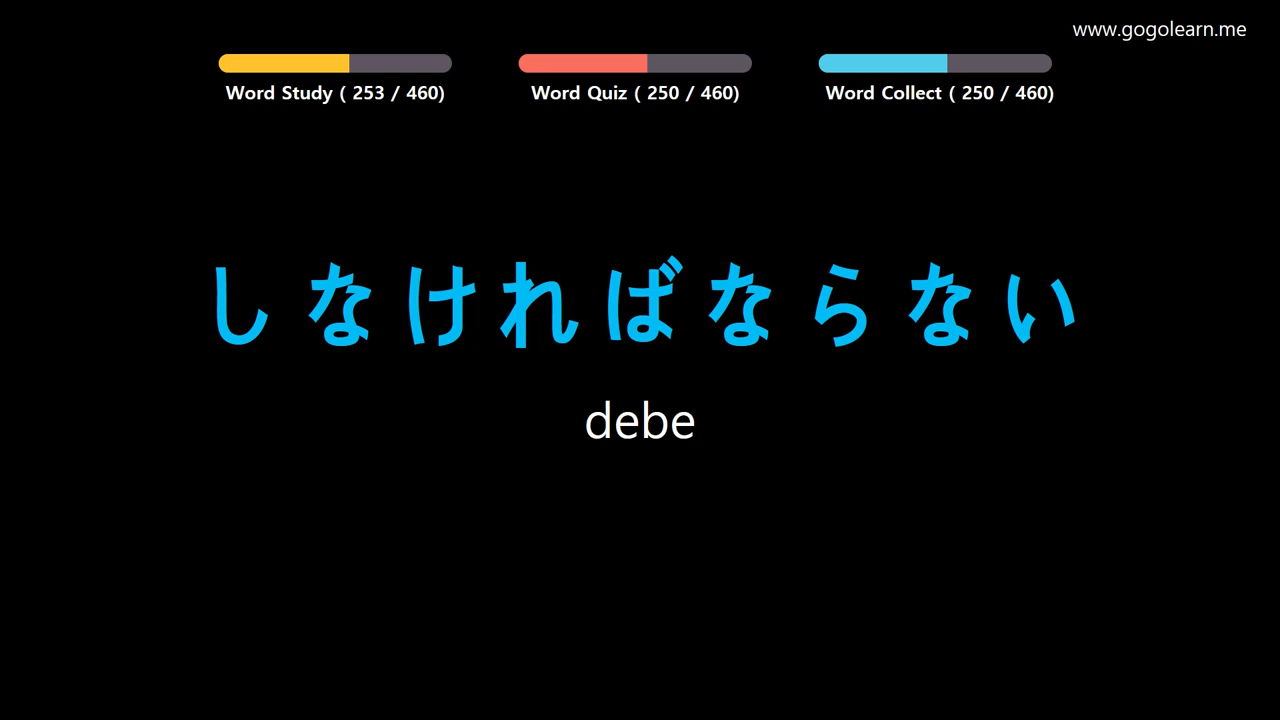 www.gogolearn.me
Word Study ( 253 / 460)
Word Quiz ( 250 / 460)
Word Collect ( 250 / 460)
しなければならない
debe